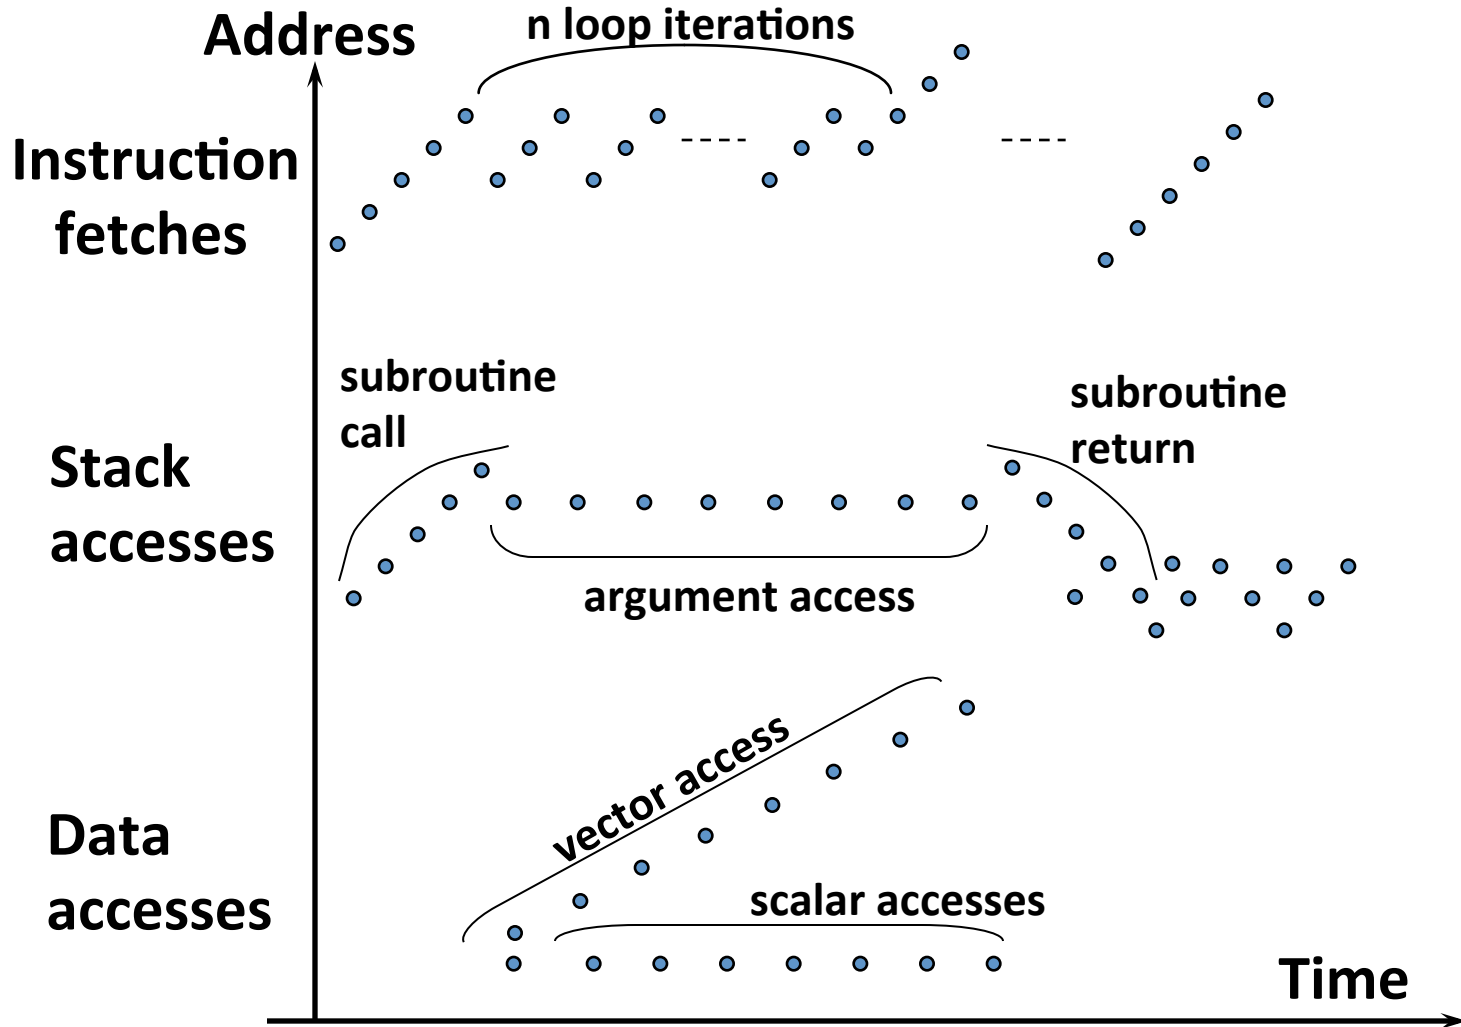 Address
n loop iterations
Instruction
fetches
subroutine
call
subroutine
return
Stack
accesses
argument access
vector access
Data
accesses
scalar accesses
Time